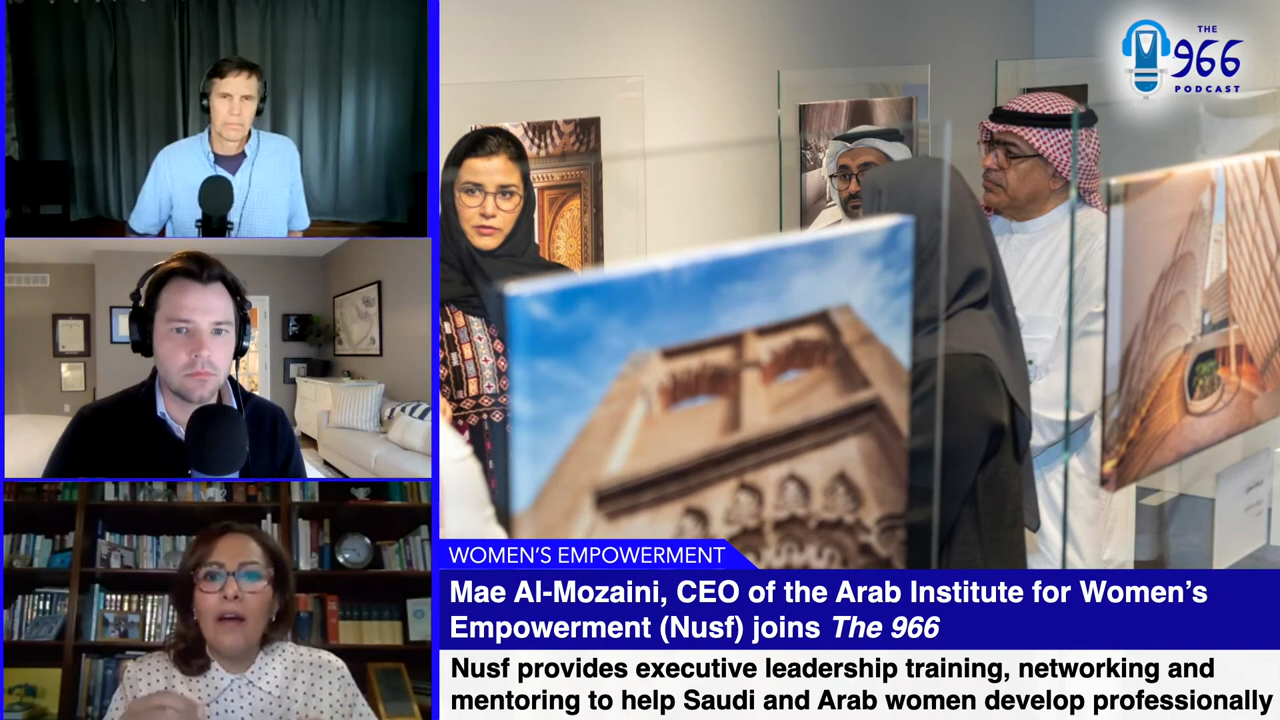 THE
966
PODCAST
WOMEN'S EMPOWERMENT
Mae Al-Mozaini, CEO of the Arab Institute for Women's
Empowerment (Nusf) joins The 966
Nusf provides executive leadership training, networking and
mentoring to help Saudi and Arab women develop professionally